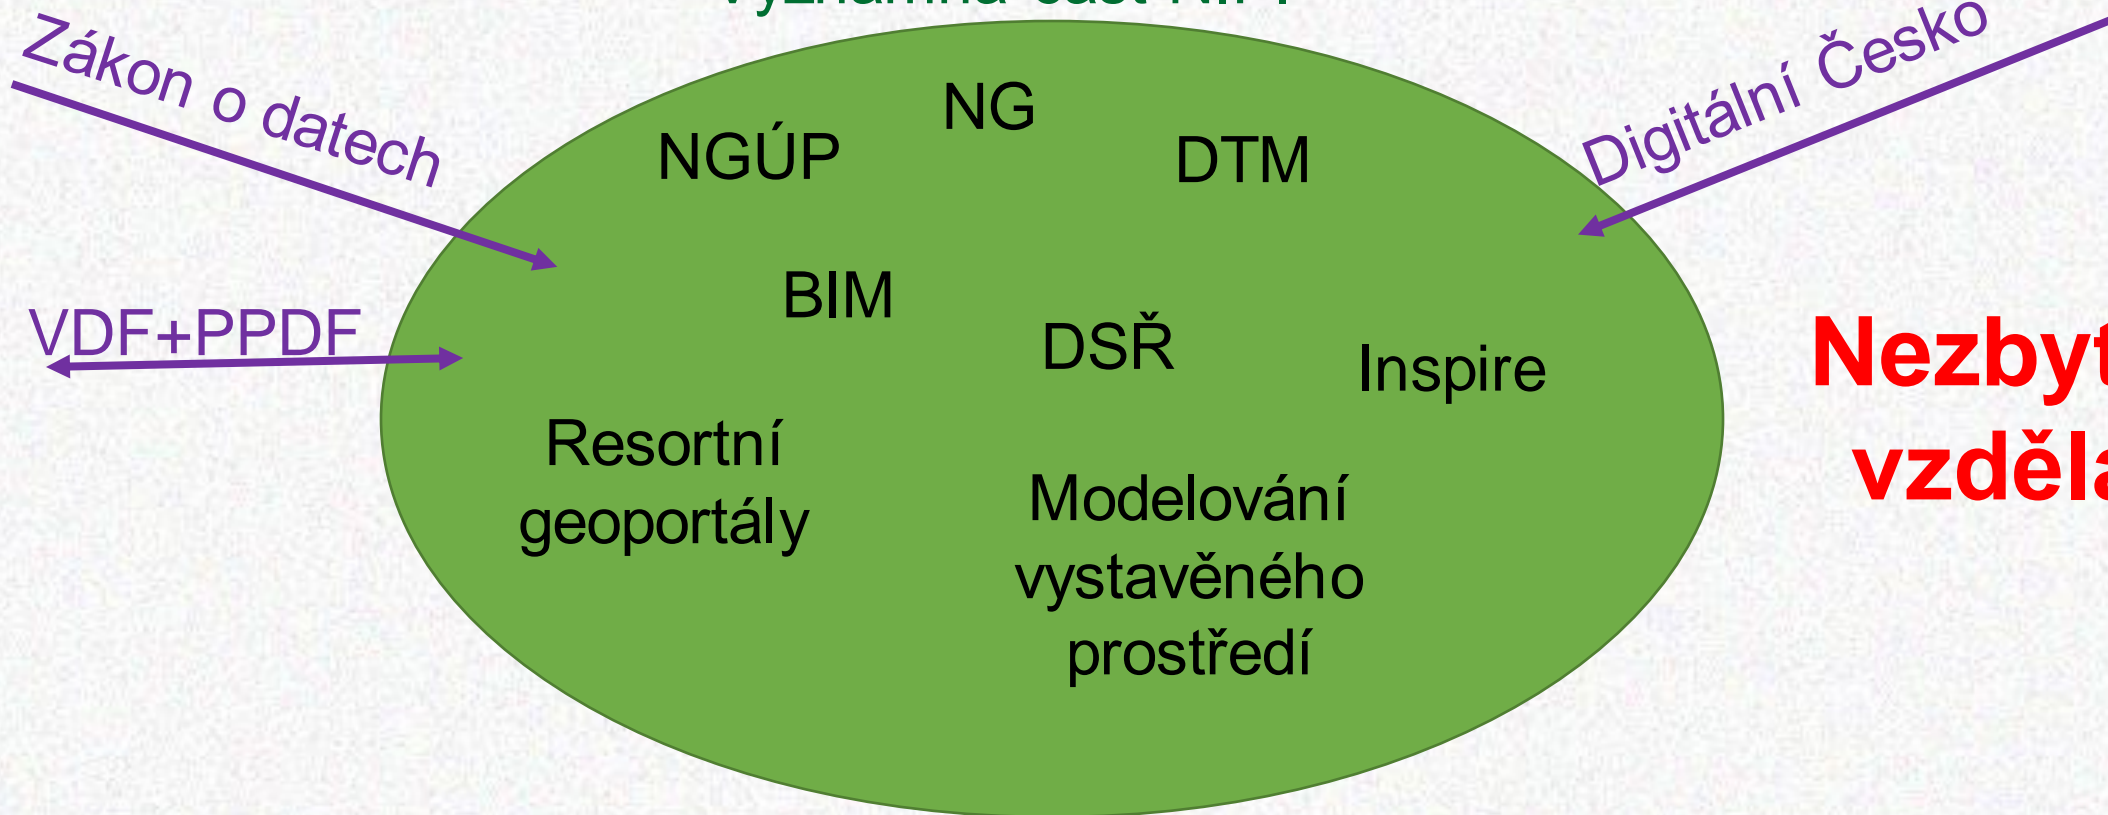 Zákon o datech
Digitální Česko
NG
NGÚP
DTM
BIM
VDF+PPDF
DSŘ
Inspire
Resortní
geoportály
Modelování
vystavěného
prostředí